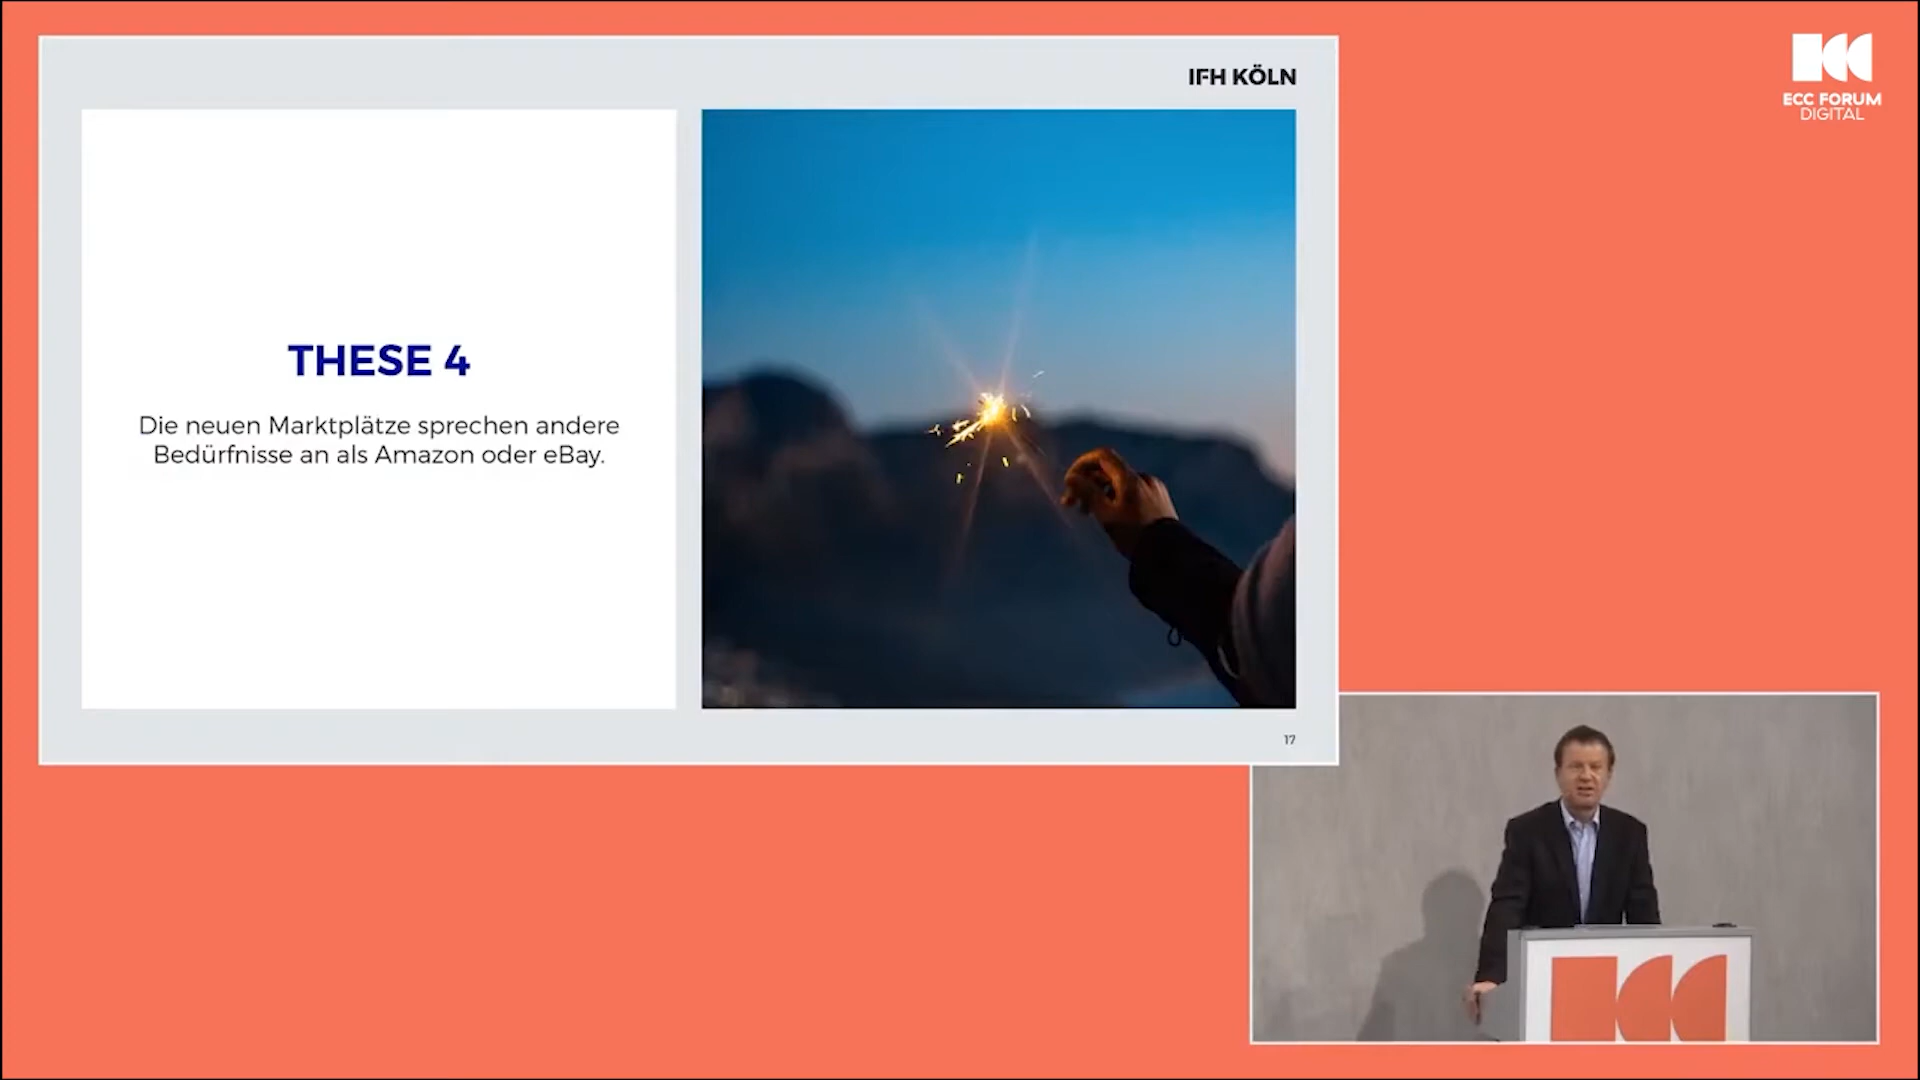 IFH KÖLN
ECC FORUM
DIGITAL
THESE 4
Die neuen Marktplätze sprechen andere
Bedürfnisse an als Amazon oder eBay.
17